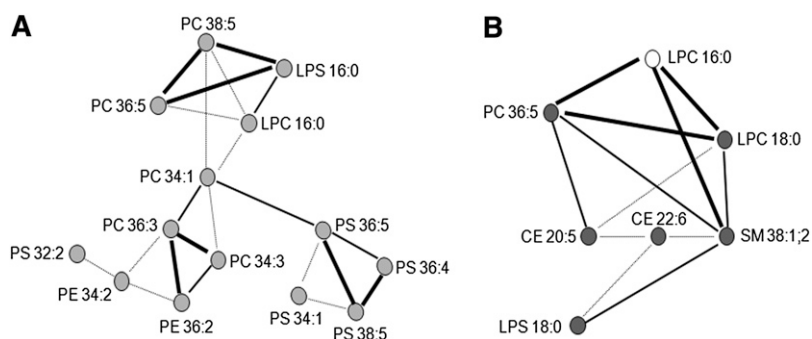 A
PC 38:5
LPS 16:0
PC 36:5
LPC 16:0
PC 34:1
PC 36:3
PS 36:5
PS 32:2
PC 34:3
PS 36:4
PE 34:2
PS 34:1
PE 36:2
PS 38:5
B
LPC 16:0
PC 36:5
LPC 18:0
CE 22:6
CE 20:5
SM 38:1;2
LPS 18:0